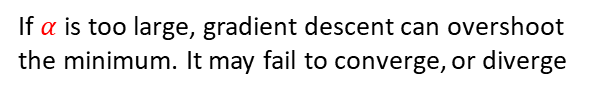 If α is too large, gradient descent can overshoot
the minimum. It may fail to converge, or diverge